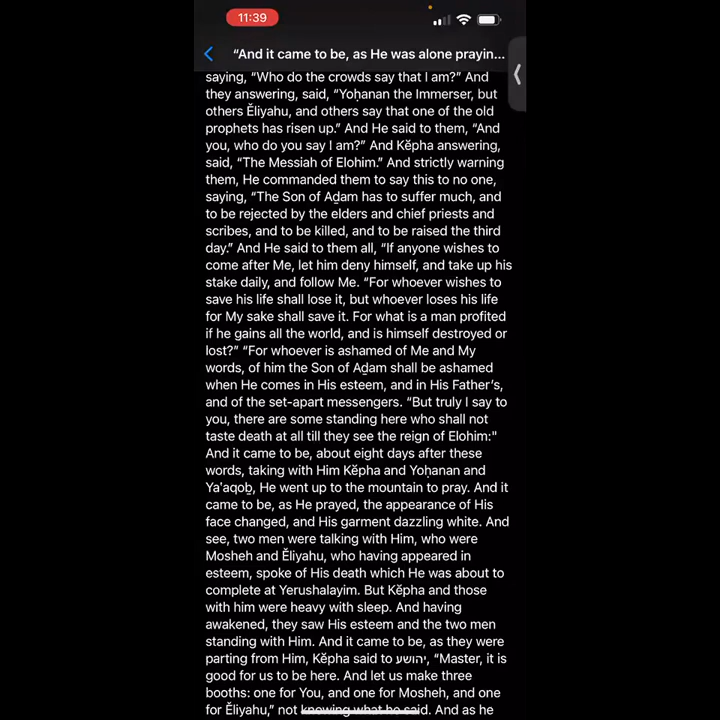 11:39
“And it came to be, as He was alone prayin...
saying, “Who do the crowds say that I am?” And
they answering, said, “Yoḥanan the Immerser, but
others Ěliyahu, and others say that one of the old
prophets has risen up.” And He said to them, “And
you, who do you say I am?” And Kĕpha answering,
said, “The Messiah of Elohim.” And strictly warning
them, He commanded them to say this to no one,
saying, “The Son of Aḏam has to suffer much, and
to be rejected by the elders and chief priests and
scribes, and to be killed, and to be raised the third
day.” And He said to them all, “If anyone wishes to
come after Me, let him deny himself, and take up his
stake daily, and follow Me. “For whoever wishes to
save his life shall lose it, but whoever loses his life
for My sake shall save it. For what is a man profited
if he gains all the world, and is himself destroyed or
lost?” “For whoever is ashamed of Me and My
words, of him the Son of Aḏam shall be ashamed
when He comes in His esteem, and in His Father’s,
and of the set-apart messengers. “But truly I say to
you, there are some standing here who shall not
taste death at all till they see the reign of Elohim:"
And it came to be, about eight days after these
words, taking with Him Kĕpha and Yoḥanan and
Ya‛aqoḇ, He went up to the mountain to pray. And it
came to be, as He prayed, the appearance of His
face changed, and His garment dazzling white. And
see, two men were talking with Him, who were
Mosheh and Ěliyahu, who having appeared in
esteem, spoke of His death which He was about to
complete at Yerushalayim. But Kĕpha and those
with him were heavy with sleep. And having
awakened, they saw His esteem and the two men
standing with Him. And it came to be, as they were
parting from Him, Kĕpha said to יהושע, “Master, it is
good for us to be here. And let us make three
booths: one for You, and one for Mosheh, and one
for Ěliyahu,” not knowing what he said. And as he